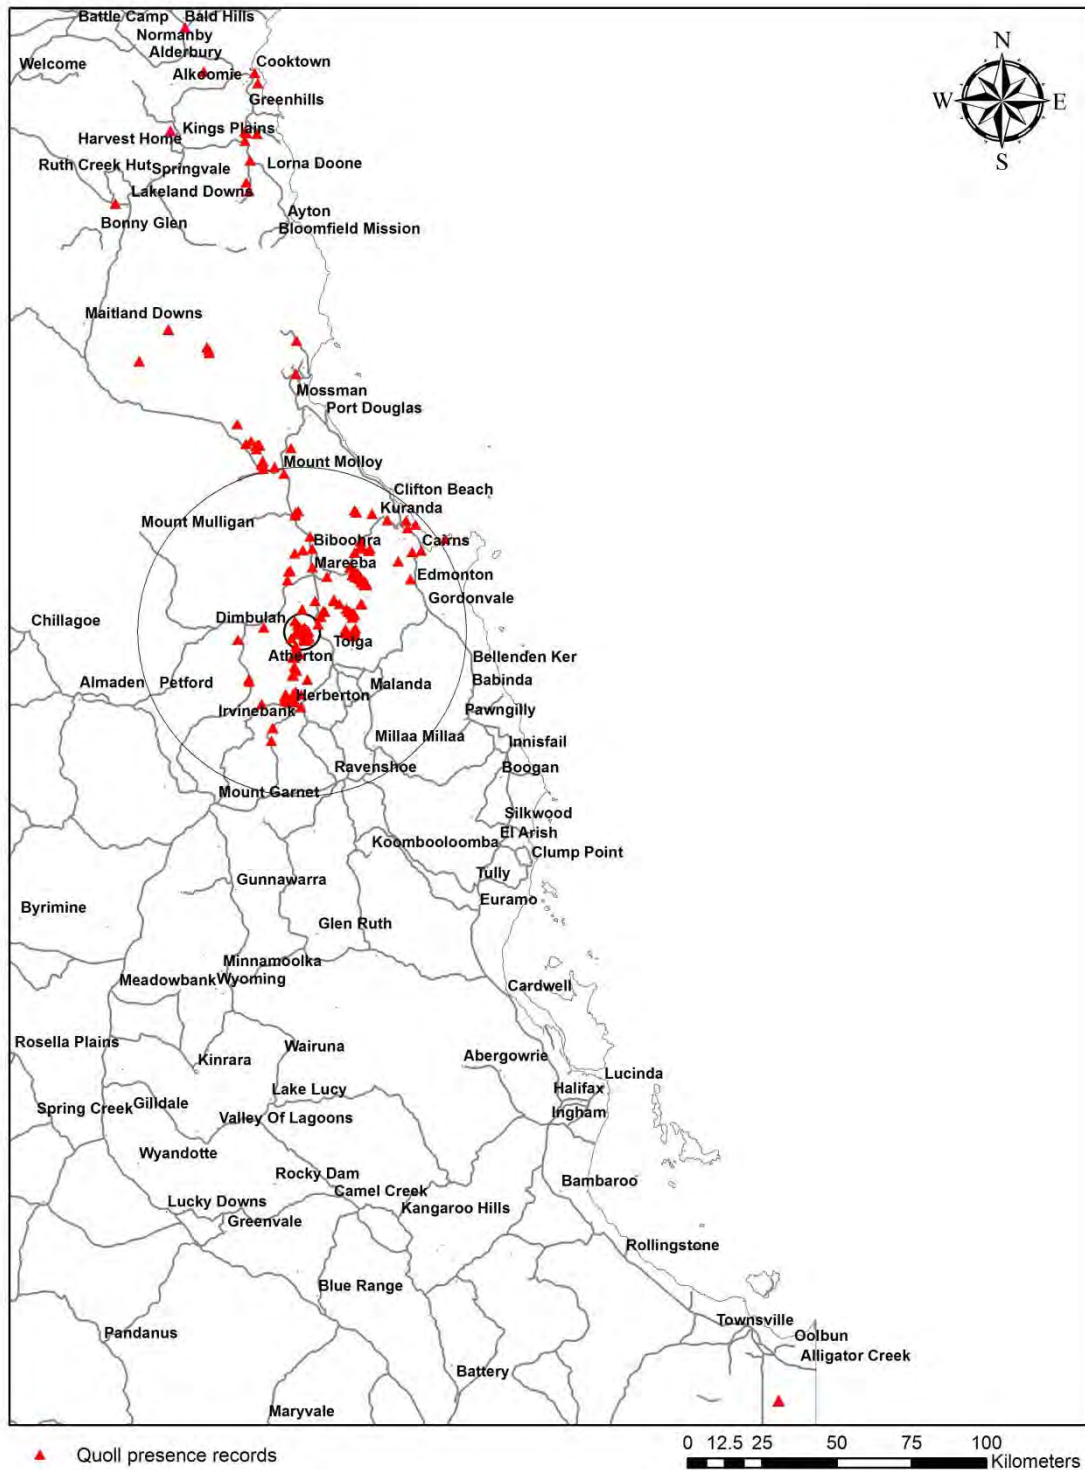 Battle Camp Bald Hills
Normanby
Alderbury
Welcome
Alkoomie
Cooktown
Greenhills
Kings Plains
Harvest Home
Ruth Creek Hut
Springvale
Lorna Doone
Lakeland Downs
Ayton
Bonny Glen
Bloomfield Mission
Maitland Downs
Mossman
Port Douglas
Mount Molloy
Clifton Beach
Kuranda
Mount Mulligan
Biboohra
Cairns
Mareeba
Edmonton
Gordonvale
Chillagoe
Dimbulah
Tolga
Atherton
Bellenden Ker
Almaden
Petford
Malanda
Babinda
Herberton
Irvinebank
Pawngilly
Millaa Millaa
Innisfail
Ravenshoe
Boogan
Mount Garnet
Silkwood
El Arish
Koombooloomba
Clump Point
Tully
Gunnawarra
Euramo
Byrimine
Glen Ruth
Minnamoolka
Meadowbank
Wyoming
Cardwell
Rosella Plains
Wairuna
Kinrara
Abergowrie
Lucinda
Lake Lucy
Halifax
Spring Creek
Gilldale
Valley Of Lagoons
Ingham
Wyandotte
Rocky Dam
Bambaroo
Camel Creek
Lucky Downs
Kangaroo Hills
Greenvale
Rollingstone
Blue Range
Townsville
Pandanus
Oolbun
Alligator Creek
Battery
Maryvale
N
W E
S
Quoll presence records
0 12.5 25 50 75 100
Kilometers